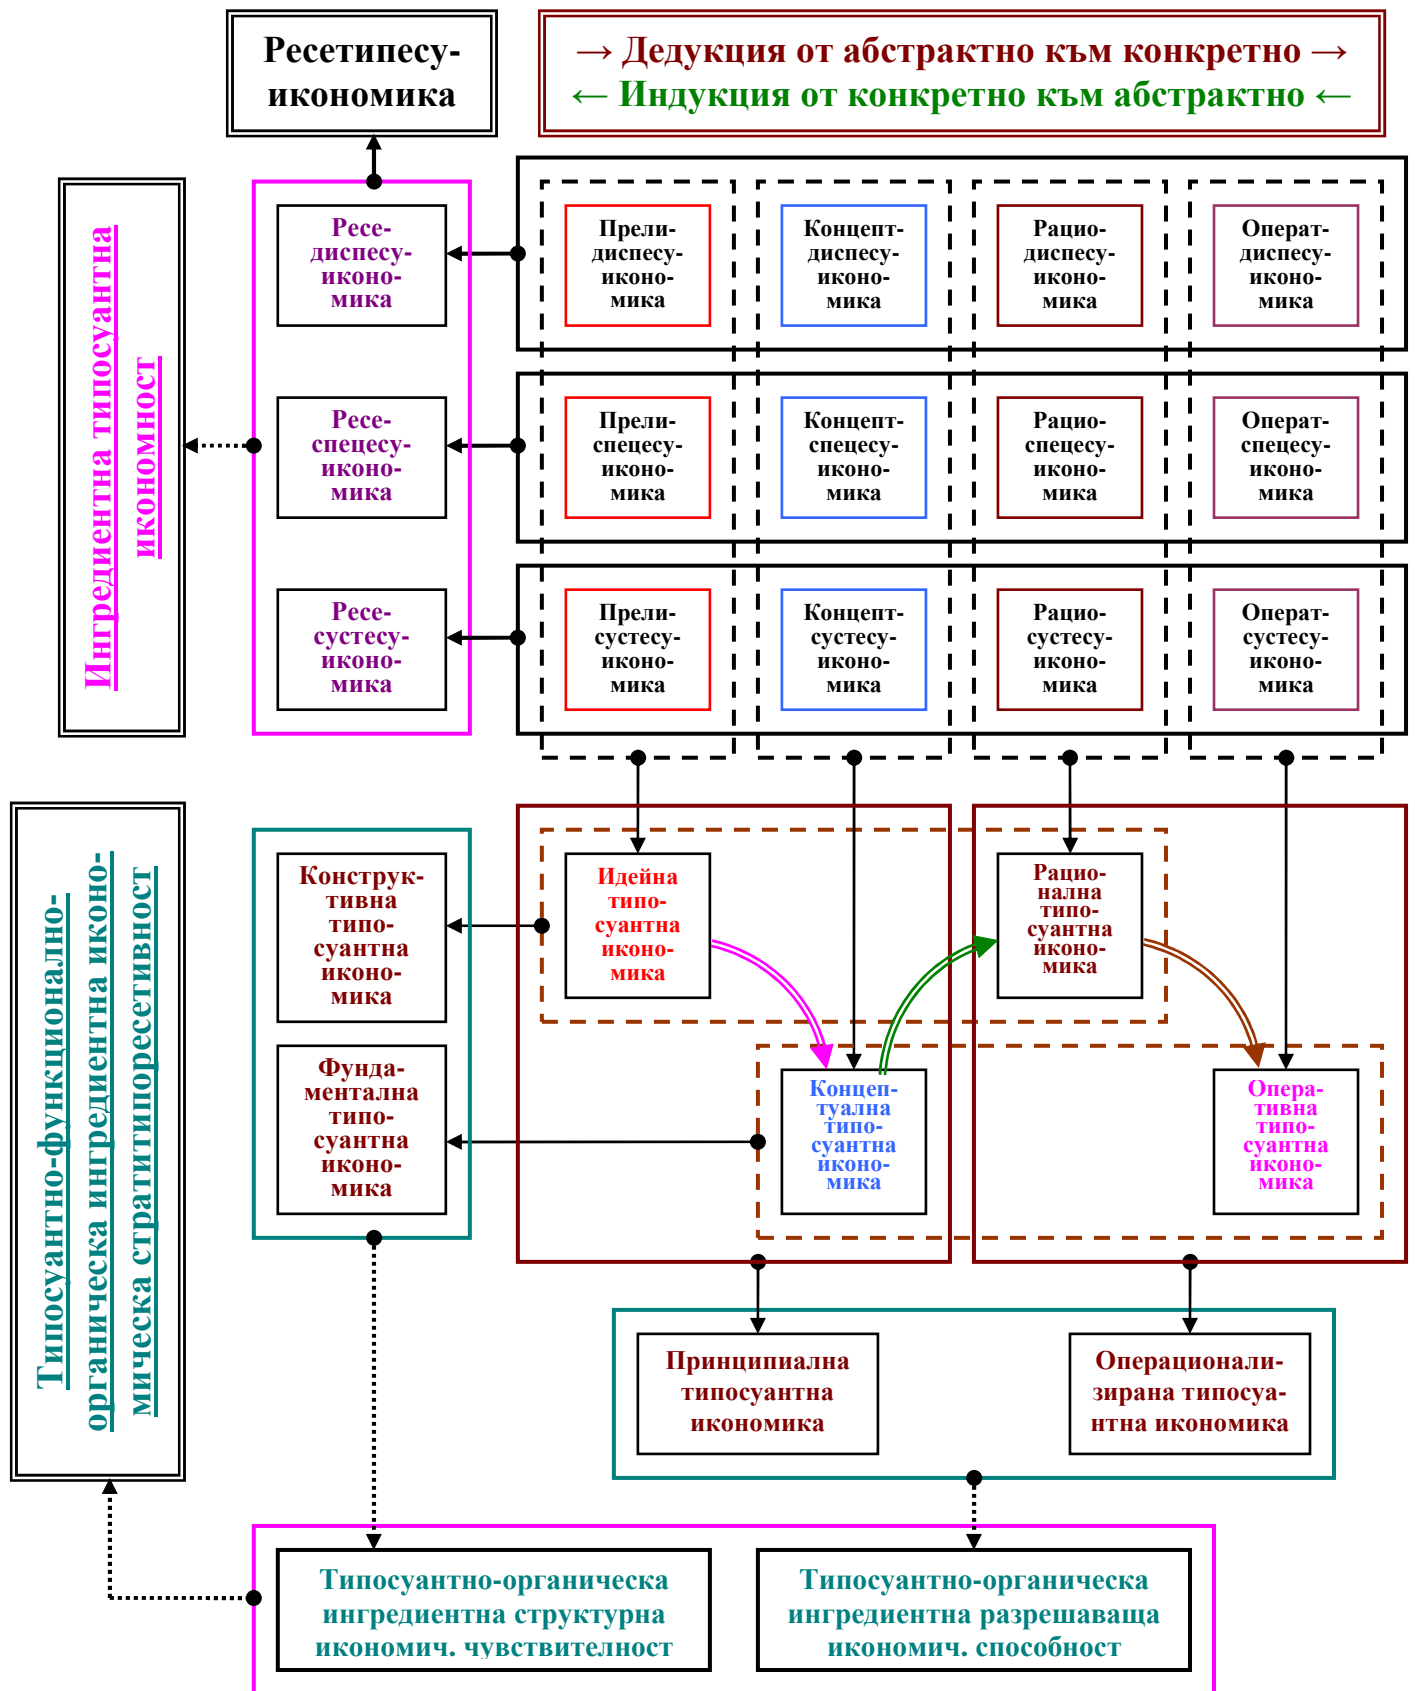 Ресетипесу-
икономика
→ Дедукция от абстрактно към конкретно →
← Индукция от конкретно към абстрактно ←
Ингредиентна типосуантна
икономност
Ресе-
диспесу-
иконо-
мика
Прели-
диспесу-
иконо-
мика
Концепт-
диспесу-
иконо-
мика
Рацио-
диспесу-
иконо-
мика
Операт-
диспесу-
иконо-
мика
Ресе-
спецесу-
иконо-
мика
Прели-
спецесу-
иконо-
мика
Концепт-
спецесу-
иконо-
мика
Рацио-
спецесу-
иконо-
мика
Операт-
спецесу-
иконо-
мика
Ресе-
сустесу-
иконо-
мика
Прели-
сустесу-
иконо-
мика
Концепт-
сустесу-
иконо-
мика
Рацио-
сустесу-
иконо-
мика
Операт-
сустесу-
иконо-
мика
Типосуантно-функционално-
органическа ингредиентна иконо-
мическа стратитипоресетивност
Конструк-
тивна
типо-
суантна
иконо-
мика
Идейна
типо-
суантна
иконо-
мика
Рацио-
нална
типо-
суантна
иконо-
мика
Фунда-
ментална
типо-
суантна
иконо-
мика
Концеп-
туална
типо-
суантна
иконо-
мика
Опера-
тивна
типо-
суантна
иконо-
мика
Принципиална
типосуантна
икономика
Операционали-
зирана типосуа-
нтна икономика
Типосуантно-органическа
ингредиентна структурна
икономич. чувствителност
Типосуантно-органическа
ингредиентна разрешаваща
икономич. способност